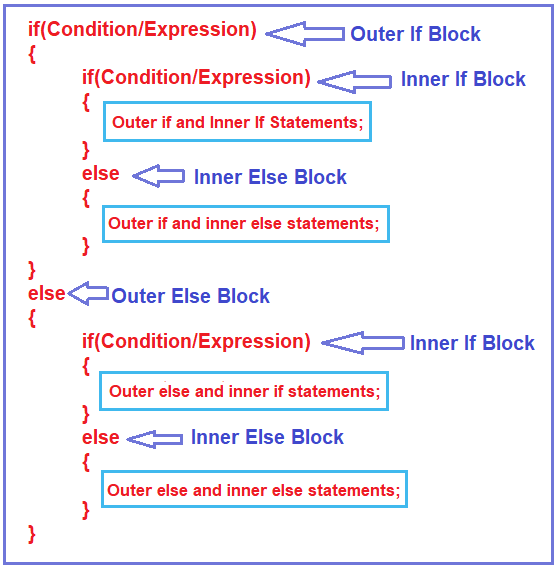 if(Condition/Expression) Outer If Block
{
if(Condition/Expression) Inner If Block
{
Outer if and Inner If Statements;
}
else Inner Else Block
{
Outer if and inner else statements;
}
}
else Outer Else Block
{
if(Condition/Expression) Inner If Block
{
Outer else and inner if statements;
}
else Inner Else Block
{
Outer else and inner else statements;
}
}